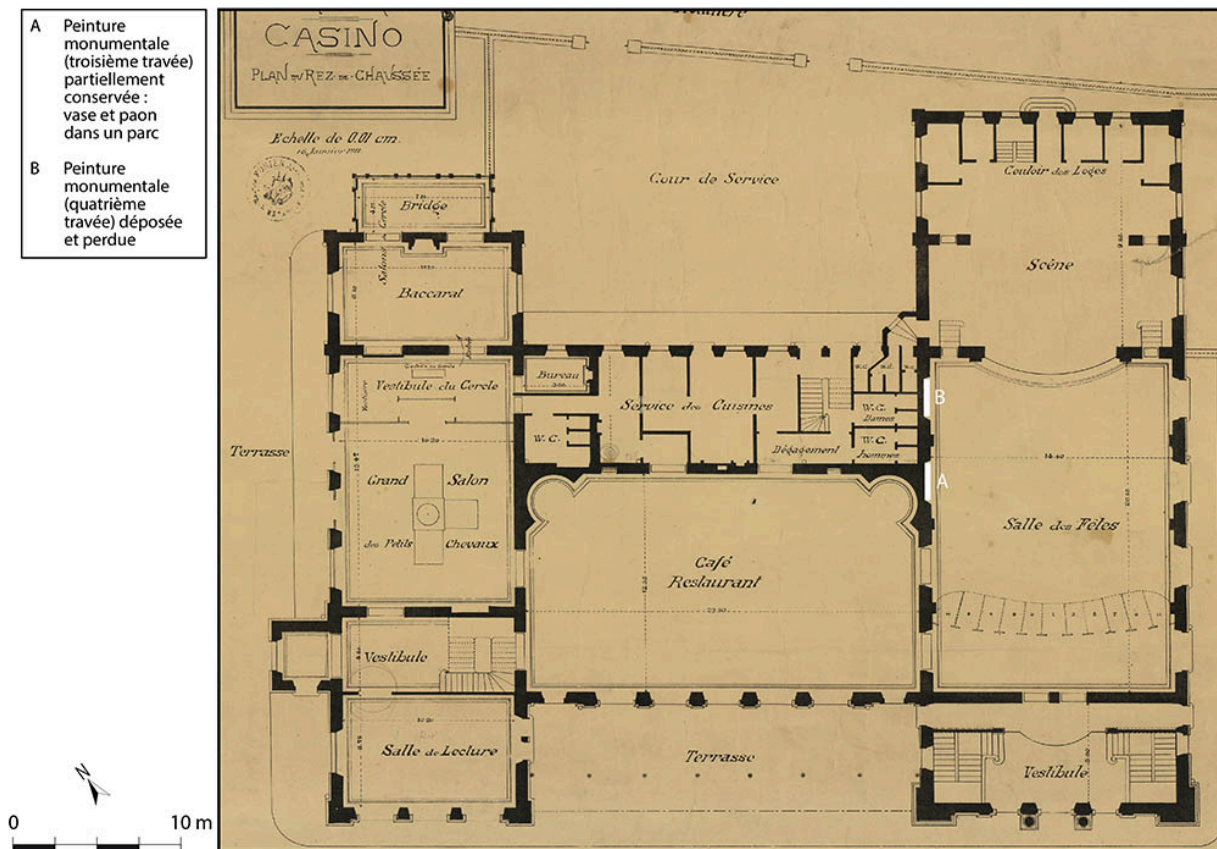 A Peinture
monumentale
(troisième travée)
partiellement
conservée :
vase et paon
dans un parc
B Peinture
monumentale
(quatrième
travée) déposée
et perdue
CASINO
PLAN DU REZ-DE-CHAUSSÉE
Echelle de 0.01 cm.
Cour de Service
Couloir des Loges
Bridge
Salons
Cercle
Scène
Baccarat
Vestibule du Cercle
Bureau
Service des Cuisines
W.C.
Dames
B
W.C.
W.C.
hommes
Dégagement
Terrasse
Grand Salon
des Petits Chevaux
A
Salle des Fêtes
Café
Restaurant
Vestibule
Salle de Lecture
Terrasse
Vestibule
N
0 10 m